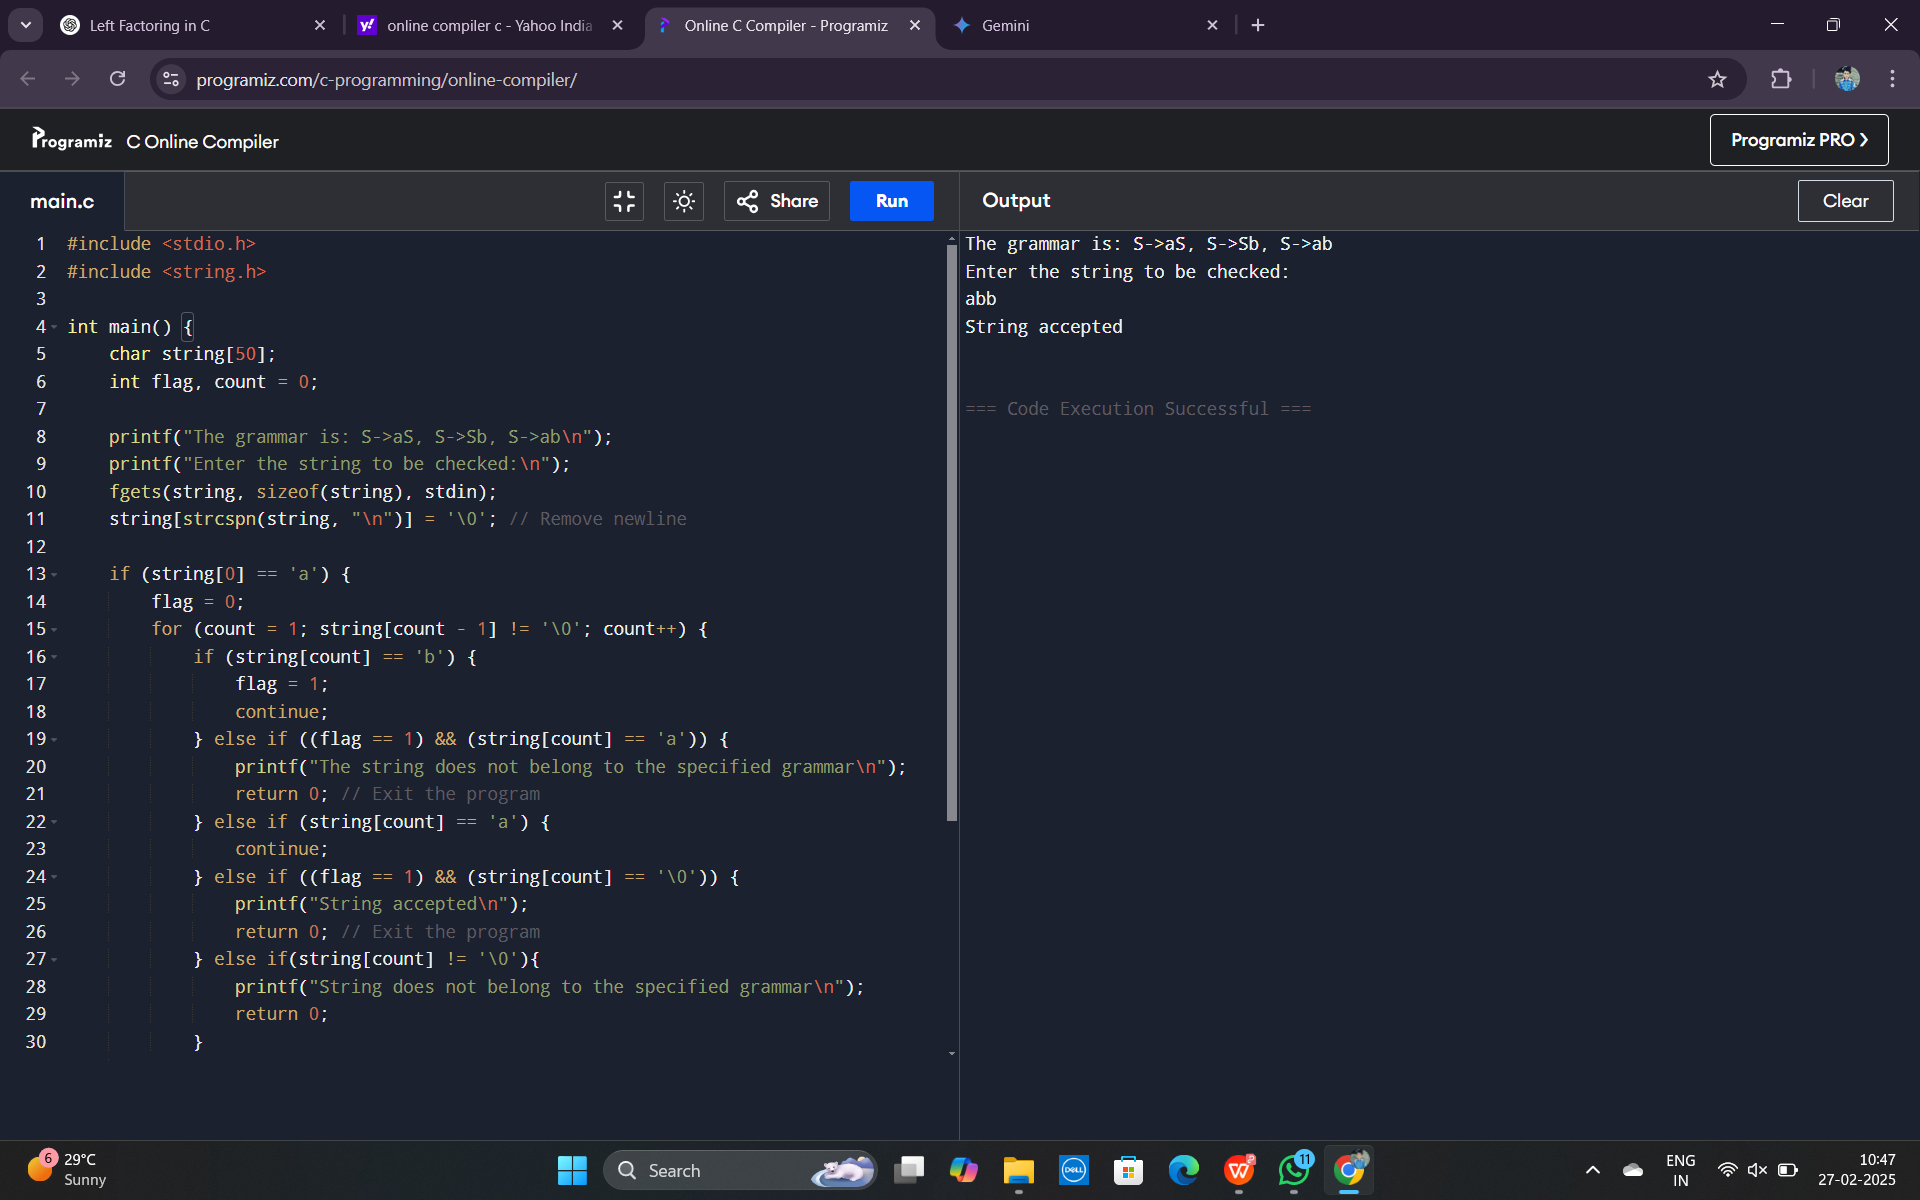 Left Factoring in C
online compiler c - Yahoo India
Online C Compiler - Programiz
Gemini
programiz.com/c-programming/online-compiler/
Programiz C Online Compiler
Programiz PRO
main.c
Share
Run
Output
Clear
1 #include <stdio.h>
2 #include <string.h>
3
4 int main() {
5     char string[50];
6     int flag, count = 0;
7
8     printf("The grammar is: S->aS, S->Sb, S->ab\n");
9     printf("Enter the string to be checked:\n");
10     fgets(string, sizeof(string), stdin);
11     string[strcspn(string, "\n")] = '\0'; // Remove newline
12
13     if (string[0] == 'a') {
14         flag = 0;
15         for (count = 1; string[count - 1] != '\0'; count++) {
16             if (string[count] == 'b') {
17                 flag = 1;
18                 continue;
19             } else if ((flag == 1) && (string[count] == 'a')) {
20                 printf("The string does not belong to the specified grammar\n");
21                 return 0; // Exit the program
22             } else if (string[count] == 'a') {
23                 continue;
24             } else if ((flag == 1) && (string[count] == '\0')) {
25                 printf("String accepted\n");
26                 return 0; // Exit the program
27             } else if(string[count] != '\0'){
28                 printf("String does not belong to the specified grammar\n");
29                 return 0;
30             }
The grammar is: S->aS, S->Sb, S->ab
Enter the string to be checked:
abb
String accepted
=== Code Execution Successful ===
6
29°C
Sunny
Search
DELL
11
ENG
IN
10:47
27-02-2025